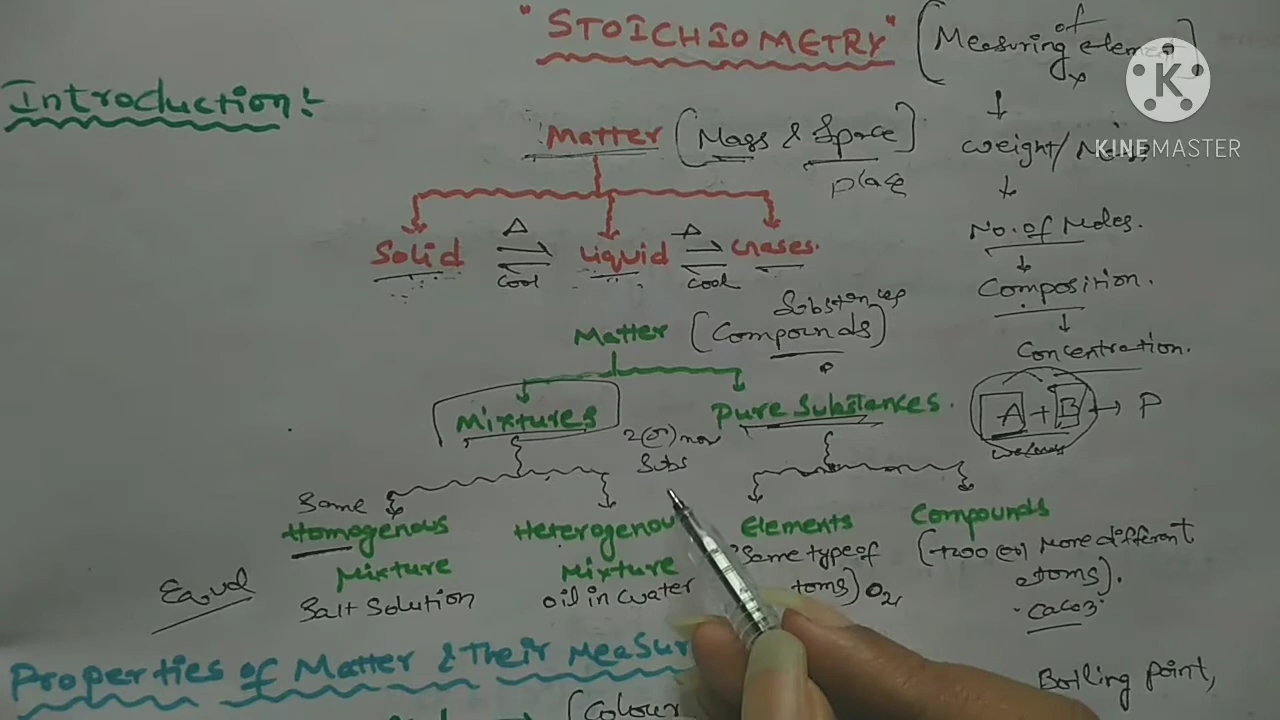 "STOICHIOMETRY" (Measuring of element)
Introduction:-
K
KINEMASTER
Matter (Mass & Space)
place
Weight/
Δ Δ
Solid Liquid Gases.
Cool Cool
No. of Moles.
Composition.
Substances
Matter (Compounds)
Concentration.
Mixtures Pure Substances.
A + B → P
2 (or) more
Subs
Same
Homogenous Heterogenou Elements Compounds
Mixture Mixture (Same type of (two (or) More different
Salt Solution oil in water toms) O2 atoms).
Equal
CaCO3
Properties of Matter & Their Measur
Boiling point,
(Colour